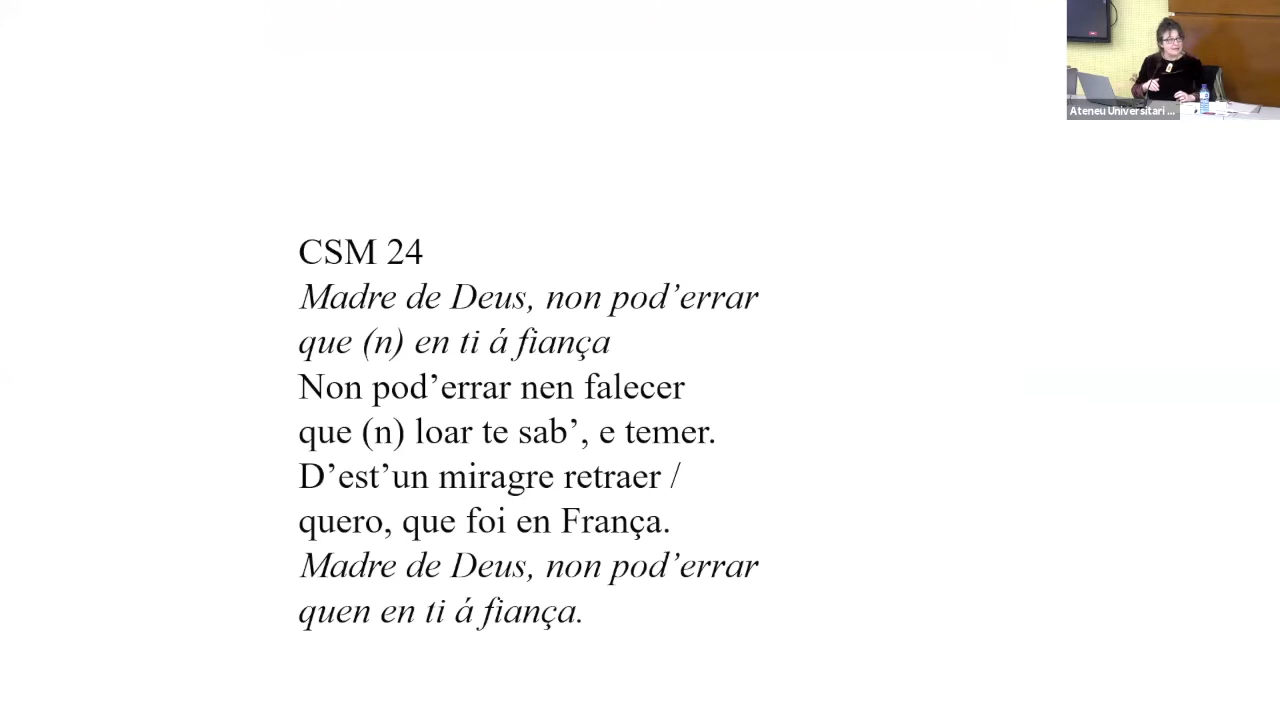 CSM 24
Madre de Deus, non pod’errar
que (n) en ti á fiança
Non pod’errar nen falecer
que (n) loar te sab’, e temer.
D’est’un miragre retraer /
quero, que foi en França.
Madre de Deus, non pod’errar
quen en ti á fiança.
Ateneu Universitari ...